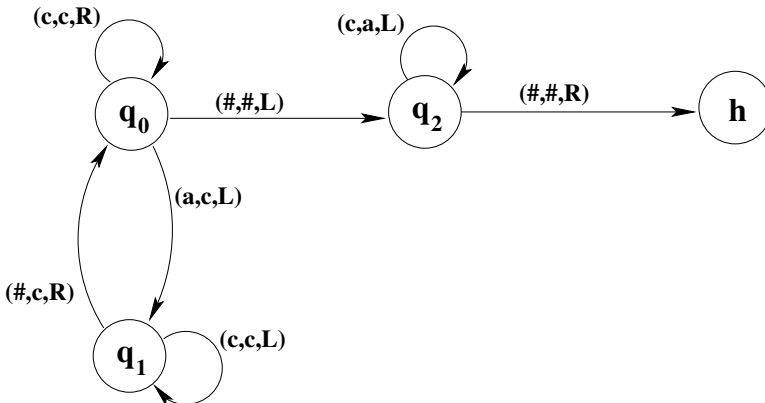 (c,c,R)
(c,a,L)
q0
(#,#,L)
q2
(#,#,R)
h
(a,c,L)
(#,c,R)
q1
(c,c,L)